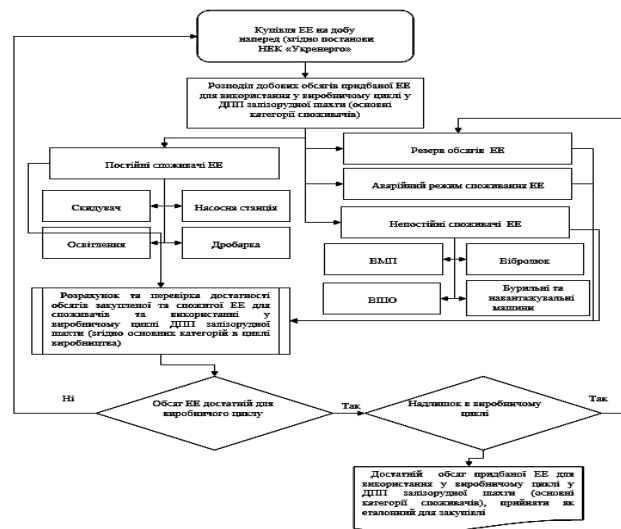 Купівля ЕЕ на добу
наперед (згідно постанови
НЕК «Укренерго»
Розподіл добових обсягів придбаної ЕЕ
для використання у виробничому циклі у
ДПП залізорудної шахти (основні
категорії споживачів)
Постійні споживачі ЕЕ
Резерв обсягів ЕЕ
Аварійний режим споживання ЕЕ
Скидувач
Насосна станція
Непостійні споживачі ЕЕ
Освітлення
Дробарка
ВМП
Вібролюк
ВШО
Бурильні та
навантажувальні
машини
Розрахунок та перевірка достатності
обсягів закупленої та спожитої ЕЕ для
споживачів та використанні у
виробничому циклі ДПП залізорудної
шахти (згідно основних категорій в циклі
виробництва)
Ні
Обсяг ЕЕ достатній для
виробничого циклу
Так
Надлишок в виробничому
циклі
Так
Достатній обсяг придбаної ЕЕ для
використання у виробничому циклі у
ДПП залізорудної шахти (основні
категорії споживачів), прийняти як
еталонний для закупівлі